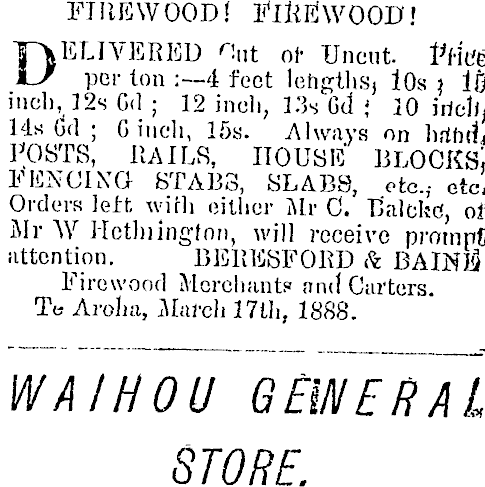 FIREWOOD! FIREWOOD!
DELIVERED Cut or Uncut. Price
per ton :—4 feet lengths, 10s ; 15
inch, 12s 6d ; 12 inch, 13s 6d ; 10 inch,
14s 6d ; 6 inch, 15s. Always on hand,
POSTS, RAILS, HOUSE BLOCKS,
FENCING STABS, SLABS, etc., etc.
Orders left with either Mr C. Balcke, or
Mr W Hethington, will receive prompt
attention. BERESFORD & BAINE
Firewood Merchants and Carters.
Te Aroha, March 17th, 1888.
WAIHOU GENERAL
STORE.